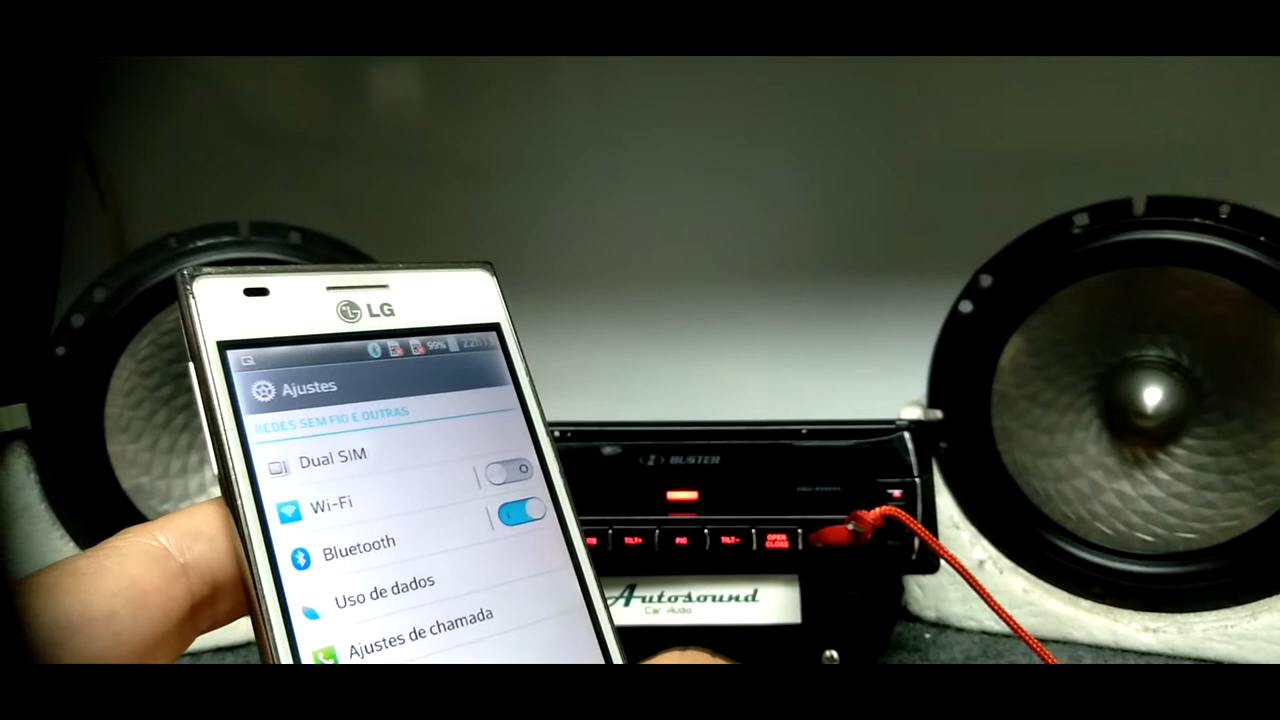 LG
99%
Ajustes
REDES SEM FIO E OUTRAS
Dual SIM
Wi-Fi
Bluetooth
Uso de dados
Ajustes de chamada
BUSTER
TILT+
PIC
TILT-
OPEN
CLOSE
Autosound
Car Audio